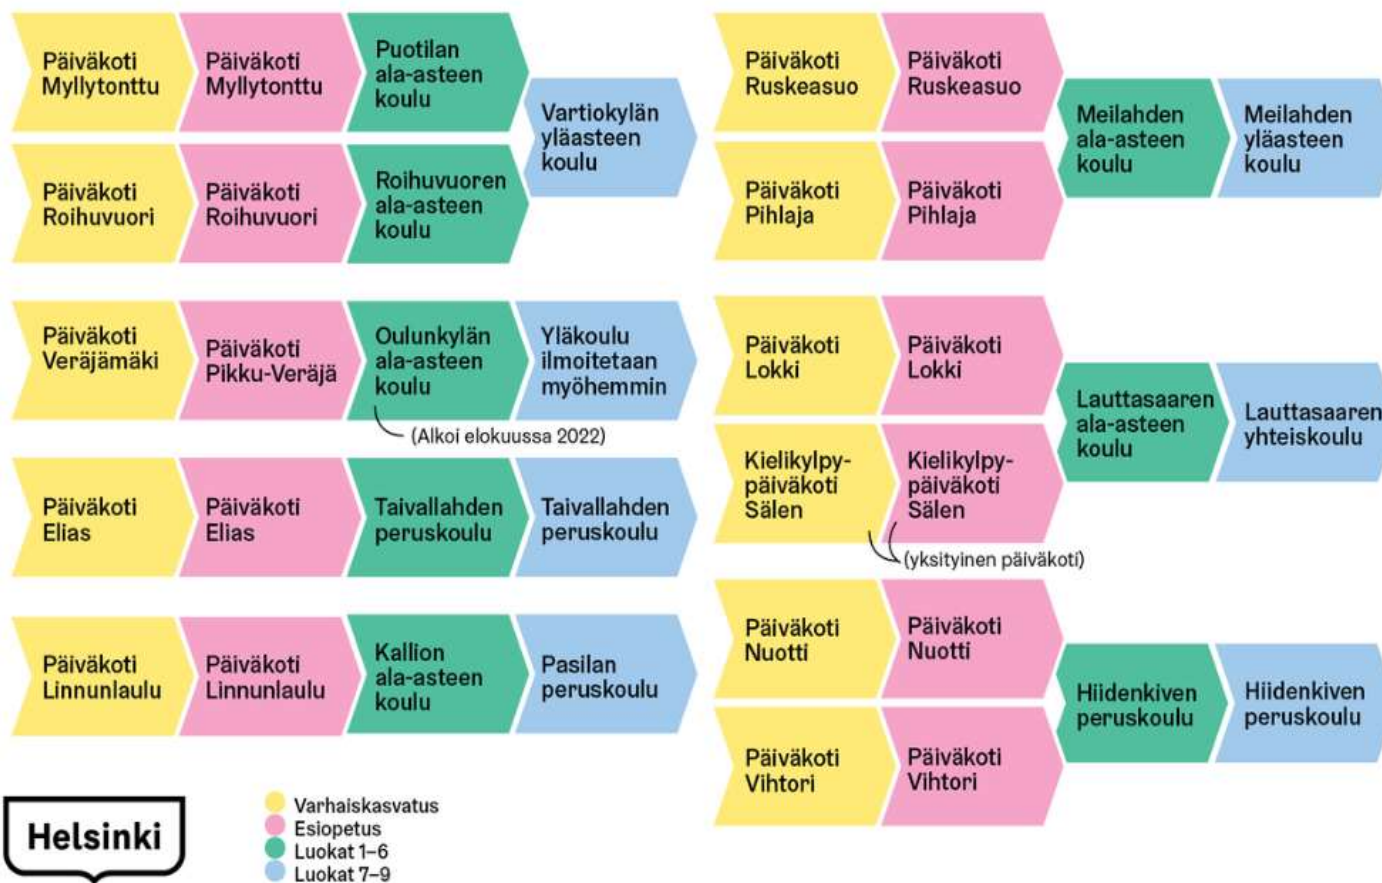 Päiväkoti
Myllytonttu
Päiväkoti
Myllytonttu
Puotilan
ala-asteen
koulu
Päiväkoti
Roihuvuori
Päiväkoti
Roihuvuori
Roihuvuoren
ala-asteen
koulu
Vartiokylän
yläasteen
koulu
Päiväkoti
Veräjämäki
Päiväkoti
Pikku-Veräjä
Oulunkylän
ala-asteen
koulu
Yläkoulu
ilmoitetaan
myöhemmin
(Alkoi elokuussa 2022)
Päiväkoti
Elias
Päiväkoti
Elias
Taivallahden
peruskoulu
Taivallahden
peruskoulu
Päiväkoti
Linnunlaulu
Päiväkoti
Linnunlaulu
Kallion
ala-asteen
koulu
Pasilan
peruskoulu
Päiväkoti
Ruskeasuo
Päiväkoti
Ruskeasuo
Päiväkoti
Pihlaja
Päiväkoti
Pihlaja
Meilahden
ala-asteen
koulu
Meilahden
yläasteen
koulu
Päiväkoti
Lokki
Päiväkoti
Lokki
Kielikylpy-
päiväkoti
Sälen
Kielikylpy-
päiväkoti
Sälen
(yksityinen päiväkoti)
Lauttasaaren
ala-asteen
koulu
Lauttasaaren
yhteiskoulu
Päiväkoti
Nuotti
Päiväkoti
Nuotti
Päiväkoti
Vihtori
Päiväkoti
Vihtori
Hiidenkiven
peruskoulu
Hiidenkiven
peruskoulu
Helsinki
Varhaiskasvatus
Esiopetus
Luokat 1–6
Luokat 7–9